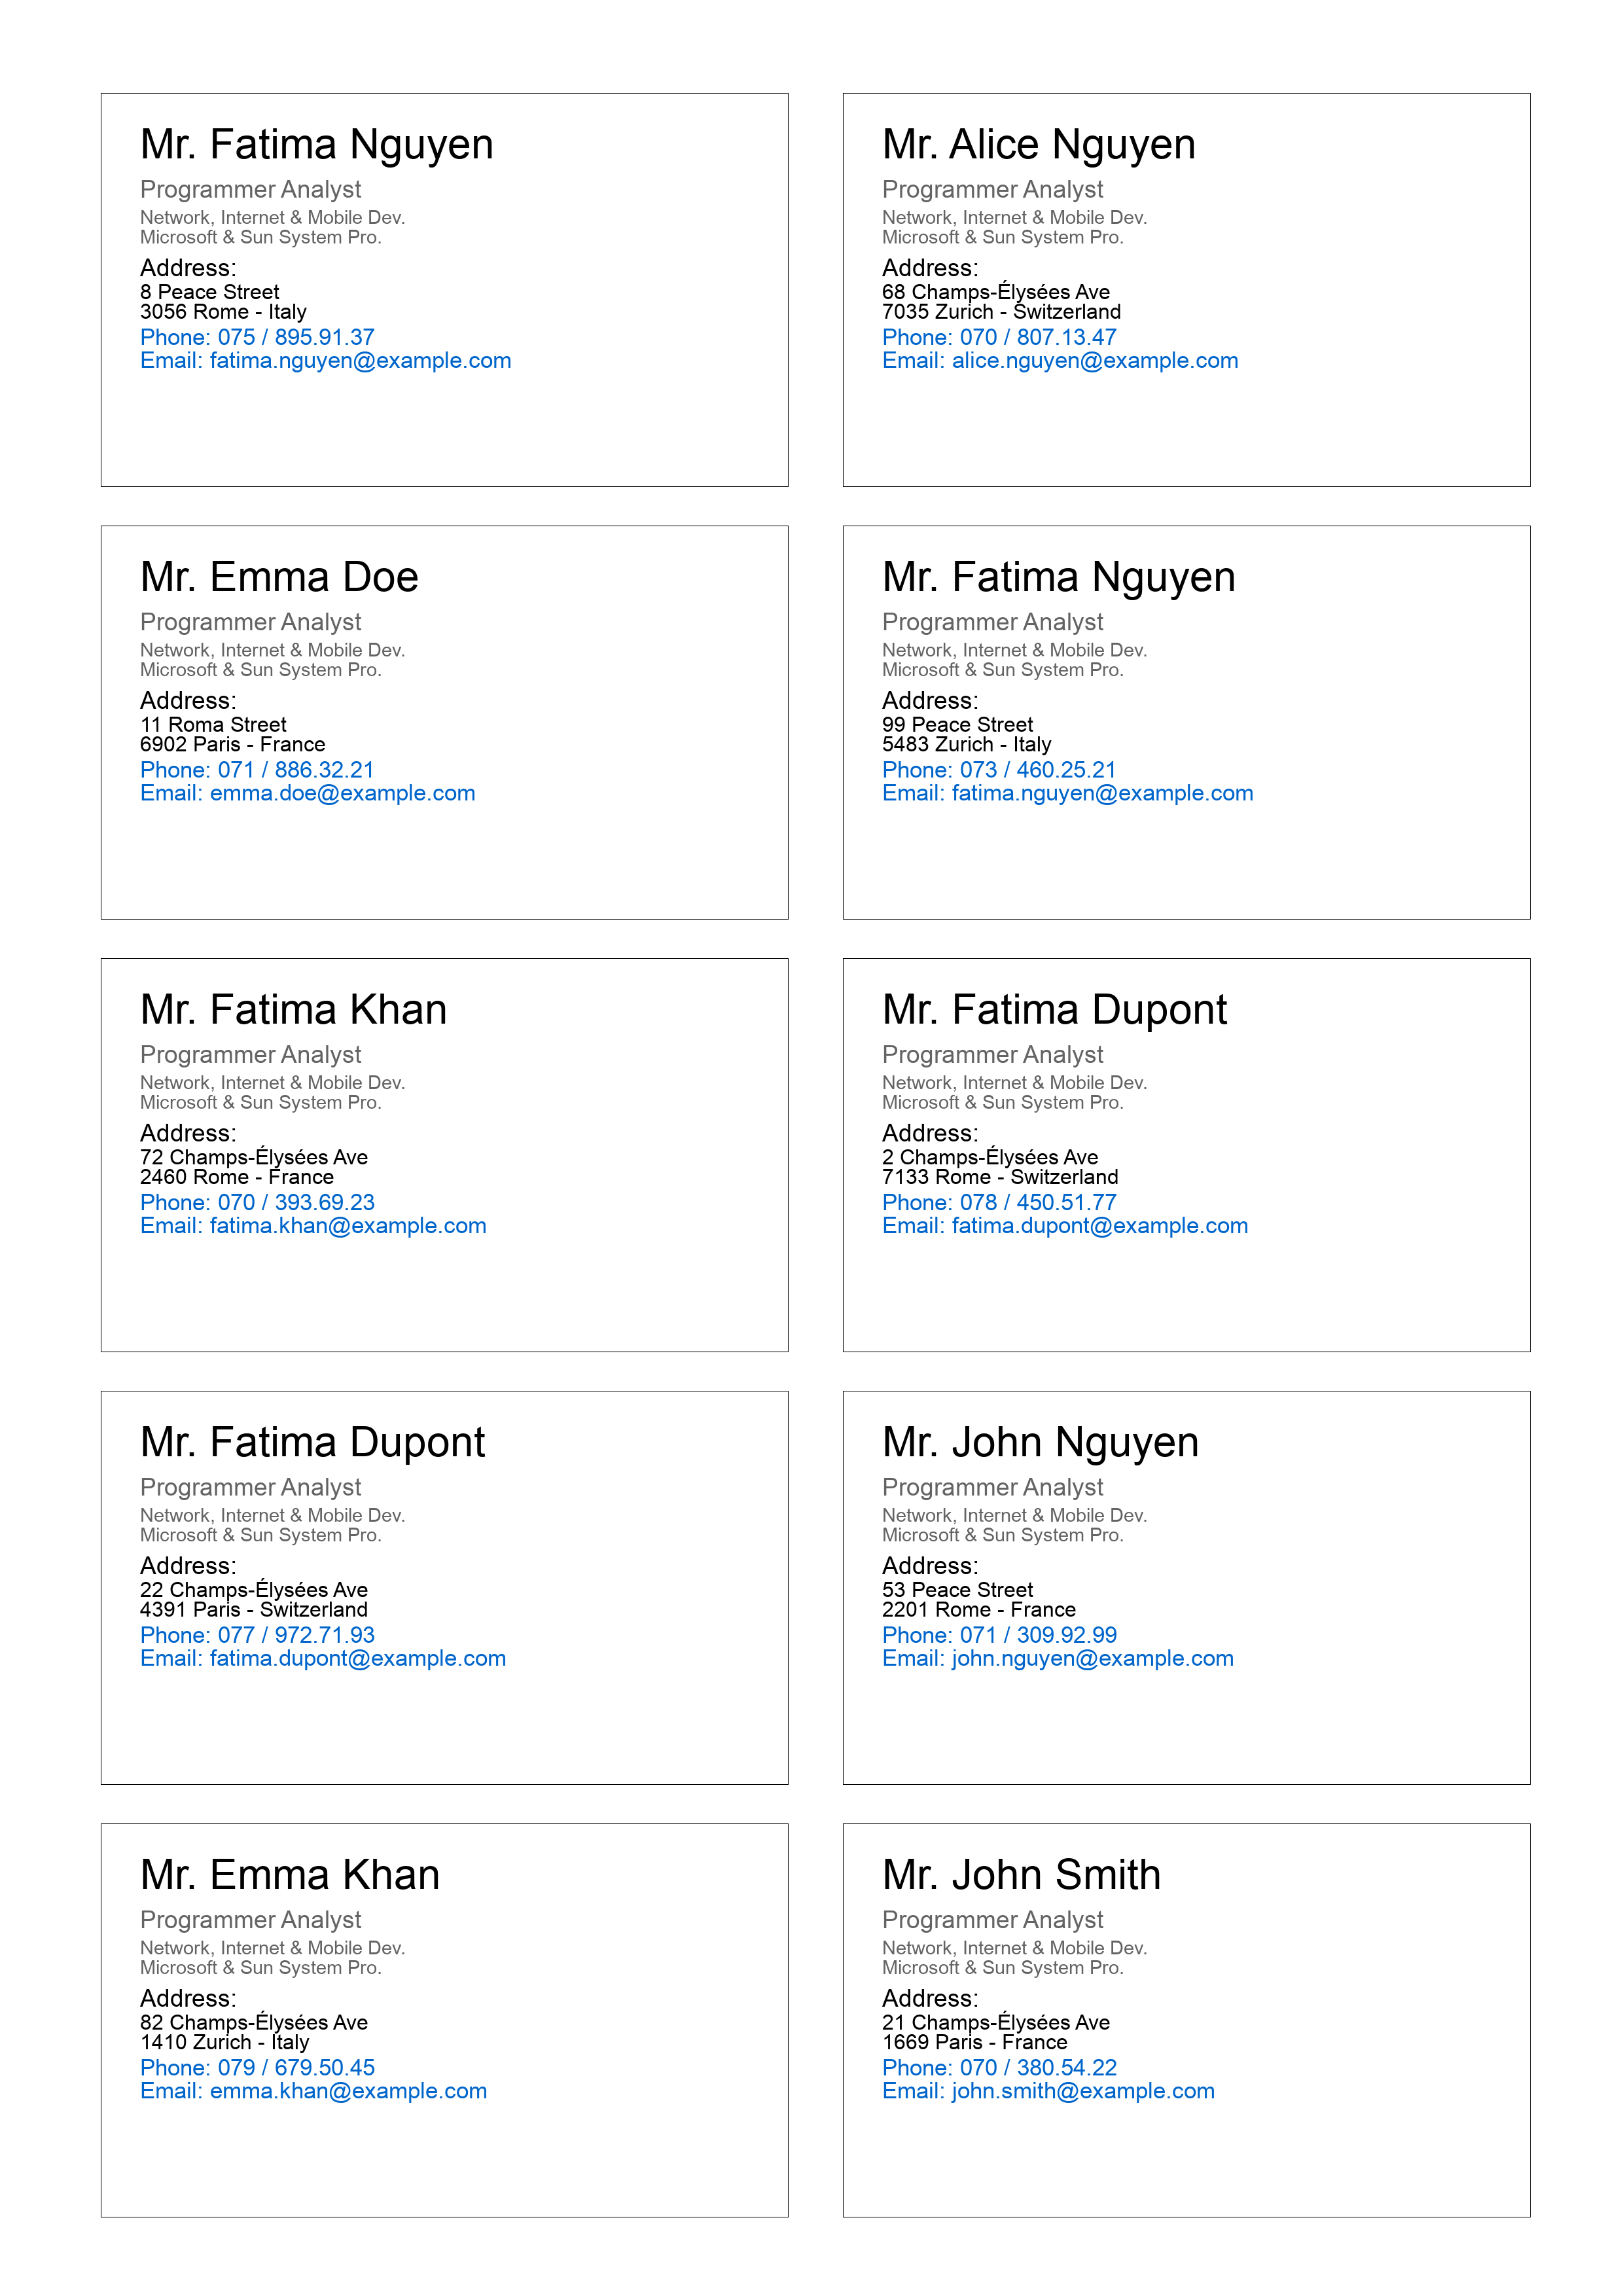 Mr. Fatima Nguyen
Programmer Analyst
Network, Internet & Mobile Dev.
Microsoft & Sun System Pro.
Address:
8 Peace Street
3056 Rome - Italy
Phone: 075 / 895.91.37
Email: fatima.nguyen@example.com
Mr. Alice Nguyen
Programmer Analyst
Network, Internet & Mobile Dev.
Microsoft & Sun System Pro.
Address:
68 Champs-Élysées Ave
7035 Zurich - Switzerland
Phone: 070 / 807.13.47
Email: alice.nguyen@example.com
Mr. Emma Doe
Programmer Analyst
Network, Internet & Mobile Dev.
Microsoft & Sun System Pro.
Address:
11 Roma Street
6902 Paris - France
Phone: 071 / 886.32.21
Email: emma.doe@example.com
Mr. Fatima Nguyen
Programmer Analyst
Network, Internet & Mobile Dev.
Microsoft & Sun System Pro.
Address:
99 Peace Street
5483 Zurich - Italy
Phone: 073 / 460.25.21
Email: fatima.nguyen@example.com
Mr. Fatima Khan
Programmer Analyst
Network, Internet & Mobile Dev.
Microsoft & Sun System Pro.
Address:
72 Champs-Élysées Ave
2460 Rome - France
Phone: 070 / 393.69.23
Email: fatima.khan@example.com
Mr. Fatima Dupont
Programmer Analyst
Network, Internet & Mobile Dev.
Microsoft & Sun System Pro.
Address:
2 Champs-Élysées Ave
7133 Rome - Switzerland
Phone: 078 / 450.51.77
Email: fatima.dupont@example.com
Mr. Fatima Dupont
Programmer Analyst
Network, Internet & Mobile Dev.
Microsoft & Sun System Pro.
Address:
22 Champs-Élysées Ave
4391 Paris - Switzerland
Phone: 077 / 972.71.93
Email: fatima.dupont@example.com
Mr. John Nguyen
Programmer Analyst
Network, Internet & Mobile Dev.
Microsoft & Sun System Pro.
Address:
53 Peace Street
2201 Rome - France
Phone: 071 / 309.92.99
Email: john.nguyen@example.com
Mr. Emma Khan
Programmer Analyst
Network, Internet & Mobile Dev.
Microsoft & Sun System Pro.
Address:
82 Champs-Élysées Ave
1410 Zurich - Italy
Phone: 079 / 679.50.45
Email: emma.khan@example.com
Mr. John Smith
Programmer Analyst
Network, Internet & Mobile Dev.
Microsoft & Sun System Pro.
Address:
21 Champs-Élysées Ave
1669 Paris - France
Phone: 070 / 380.54.22
Email: john.smith@example.com